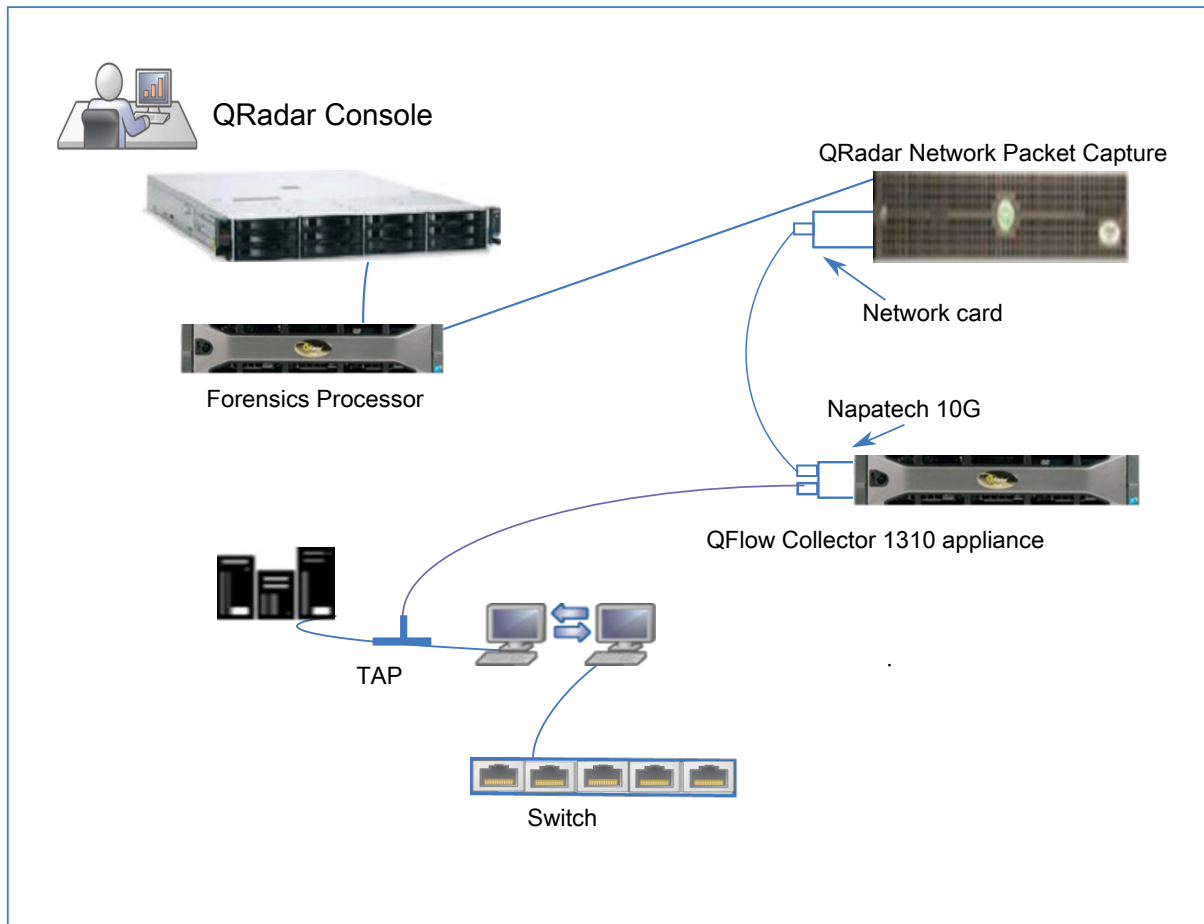 QRadar Console
QRadar Network Packet Capture
Network card
Forensics Processor
Napatech 10G
QFlow Collector 1310 appliance
TAP
.
Switch